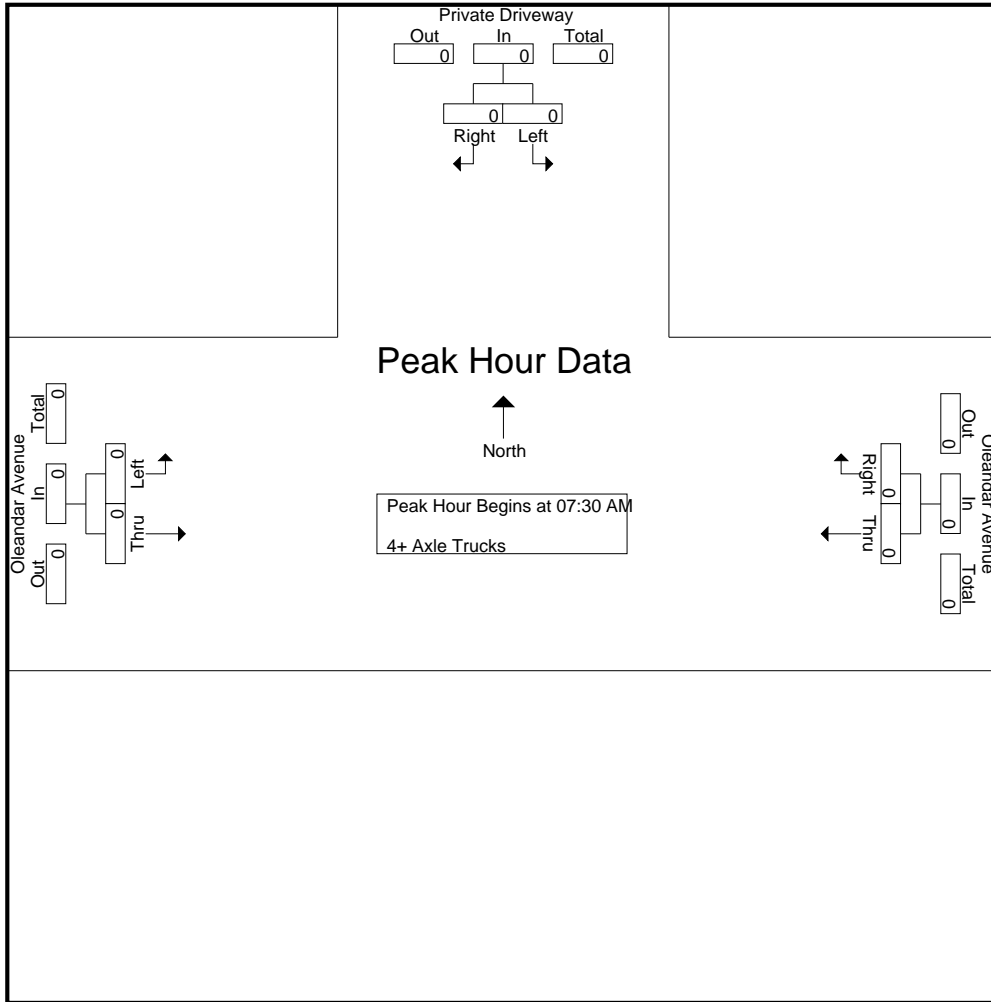 Private Driveway
Out In Total
0 0 0
0 0
Right Left
Peak Hour Data
North
Peak Hour Begins at 07:30 AM
4+ Axle Trucks
Oleandar Avenue
Total
0
In
0
Out
0
Left
0
Thru
0
Oleandar Avenue
Out
0
In
0
Total
0
Right
0
Thru
0